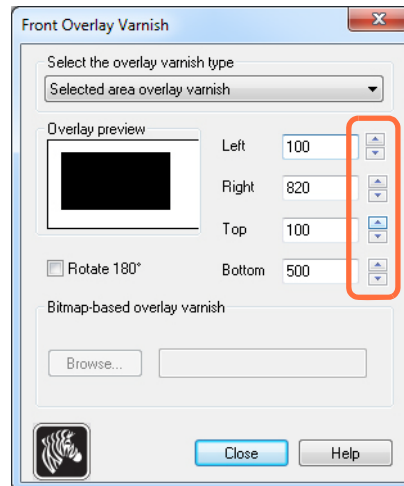 Front Overlay Varnish
Select the overlay varnish type
Selected area overlay varnish
Overlay preview
Left 100
Right 820
Top 100
Rotate 180° Bottom 500
Bitmap-based overlay varnish
Browse...
Close Help